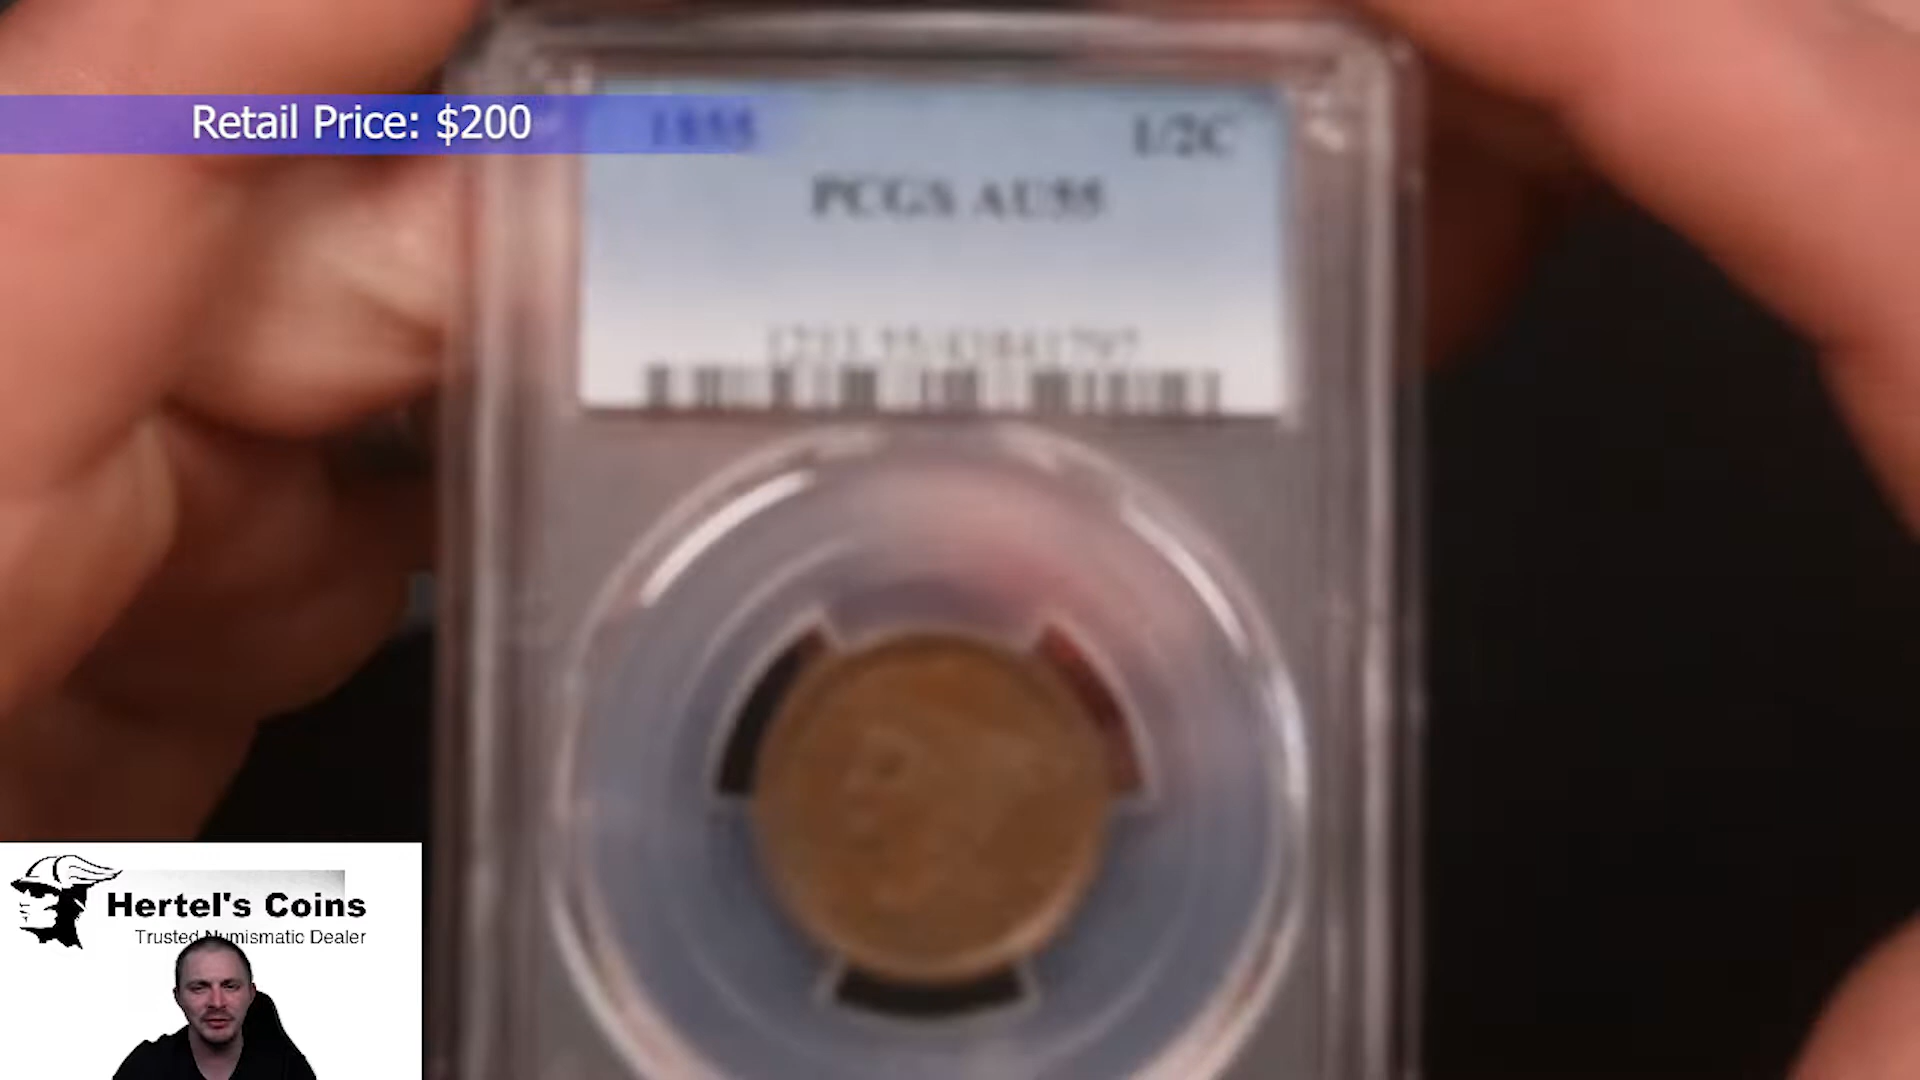 Retail Price: $200
1855 1/2C
PCGS AU55
Hertel's Coins
Trusted Numismatic Dealer